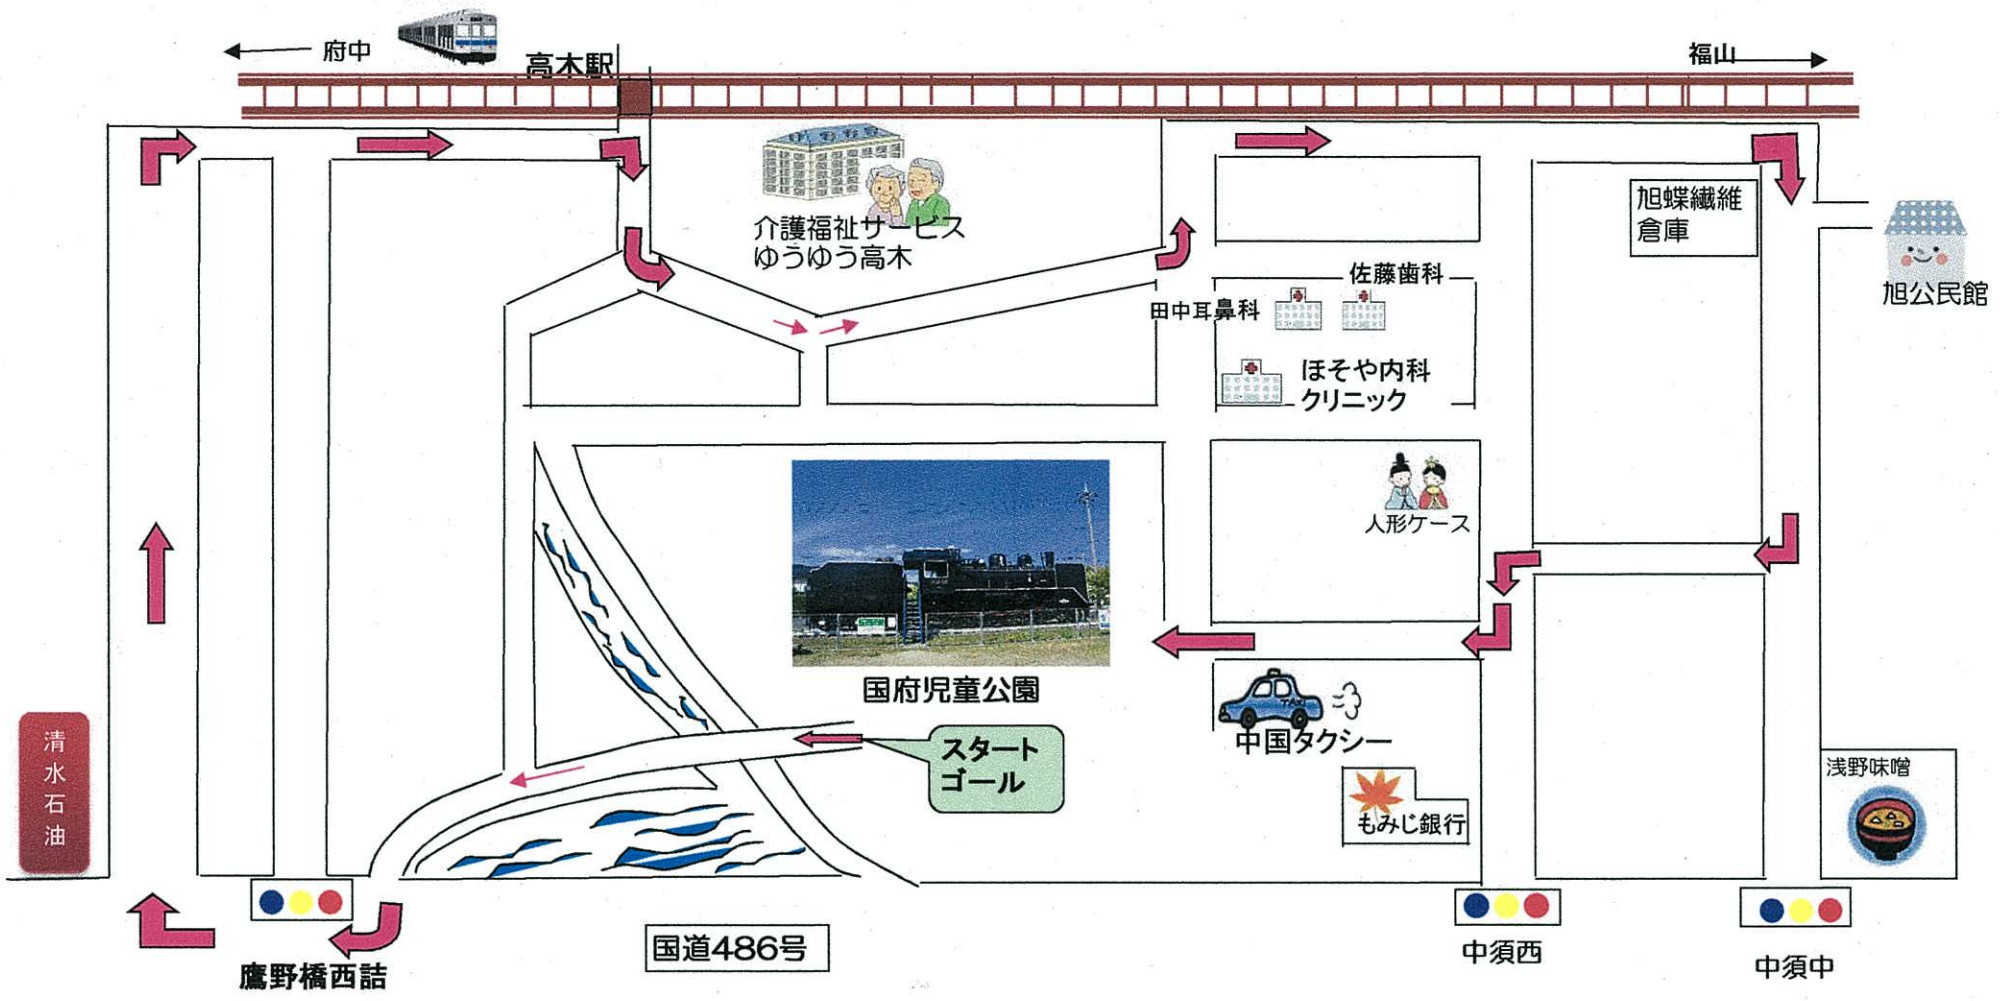 府中
高木駅
福山
介護福祉サービス
ゆうゆう高木
旭蝶繊維
倉庫
旭公民館
佐藤歯科
田中耳鼻科
ほそや内科
クリニック
人形ケース
国府児童公園
スタート
ゴール
TAXI
中国タクシー
もみじ銀行
浅野味噌
清水石油
鷹野橋西詰
国道486号
中須西
中須中